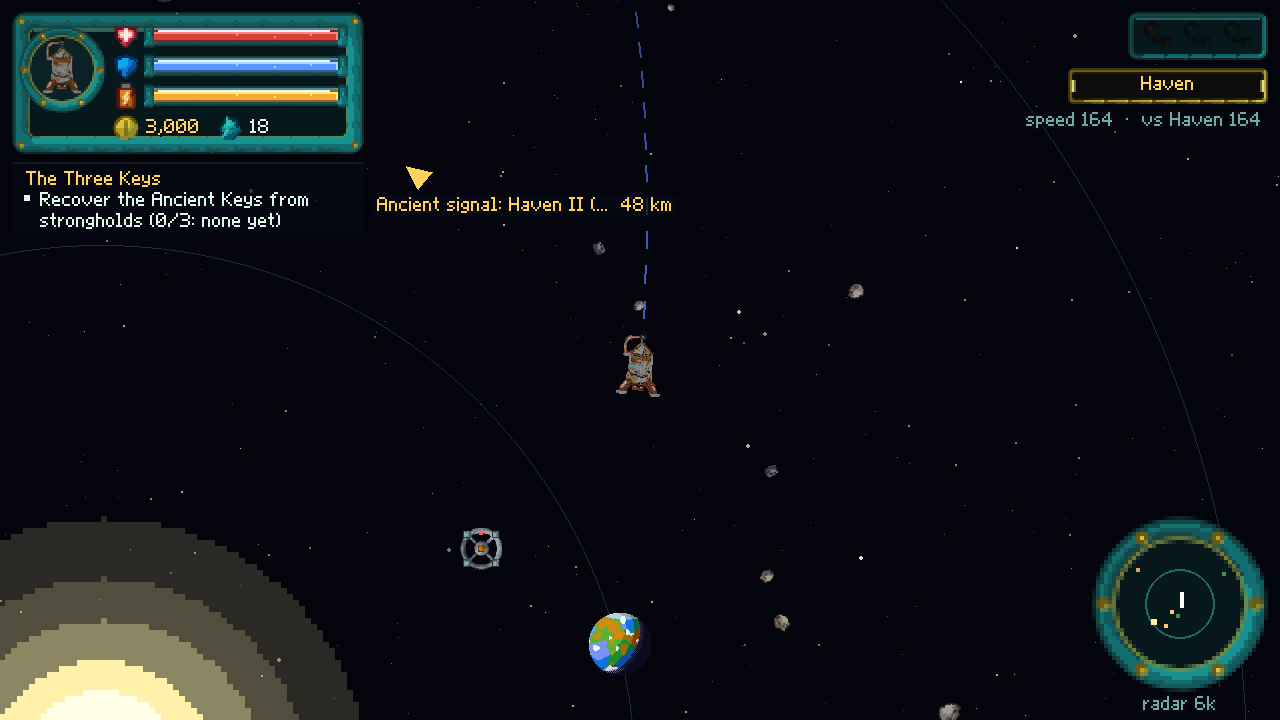 3,000 18
The Three Keys
Recover the Ancient Keys from
strongholds (0/3: none yet)
Ancient signal: Haven II (... 48 km
Haven
speed 164 · vs Haven 164
radar 6k